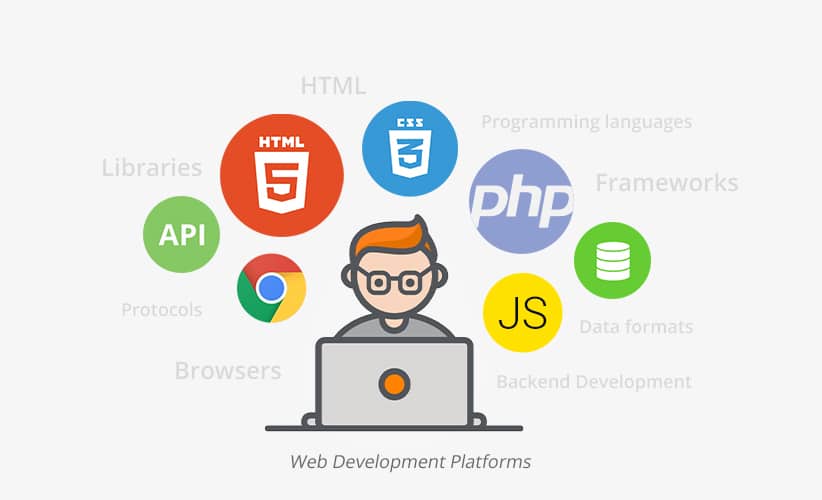 HTML
CSS
3
Programming languages
HTML
5
Libraries
php
Frameworks
API
JS
Protocols
Data formats
Browsers
Backend Development
Web Development Platforms